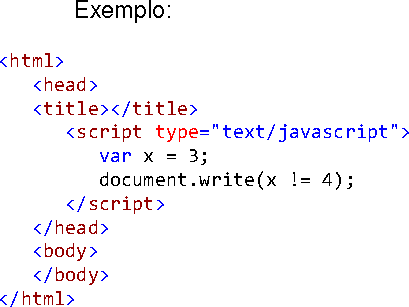 Exemplo:
<html>
<head>
<title></title>
<script type="text/javascript">
var x = 3;
document.write(x != 4);
</script>
</head>
<body>
</body>
</html>